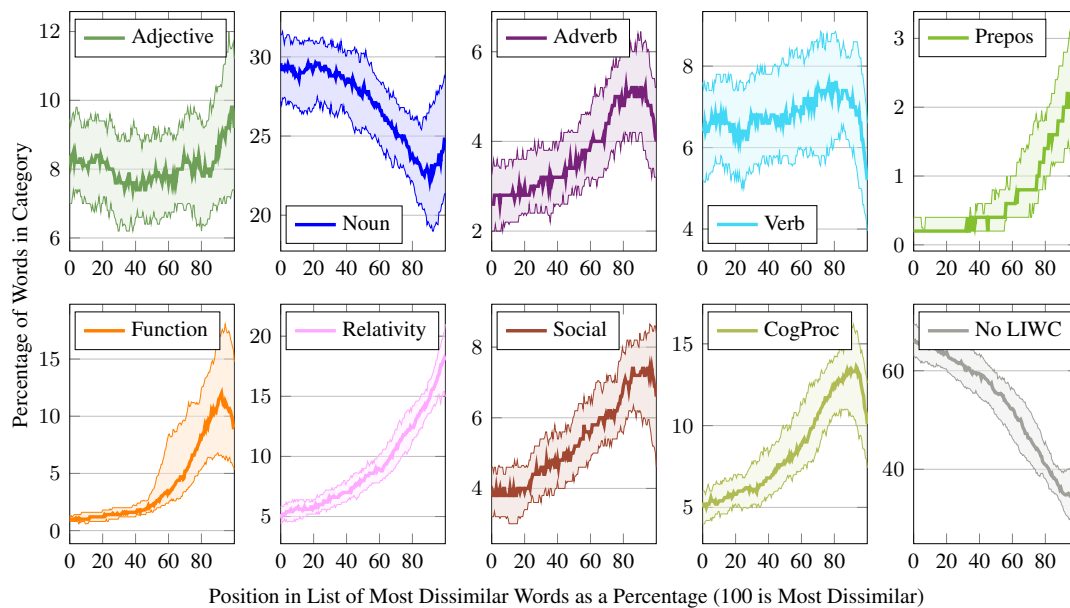 Percentage of Words in Category
Adjective
12
10
8
6
0 20 40 60 80
Noun
30
25
20
0 20 40 60 80
Adverb
6
4
2
0 20 40 60 80
Verb
8
6
4
0 20 40 60 80
Prepos
3
2
1
0
0 20 40 60 80
Function
15
10
5
0
0 20 40 60 80
Relativity
20
15
10
5
0 20 40 60 80
Social
8
6
4
0 20 40 60 80
CogProc
15
10
5
0 20 40 60 80
No LIWC
60
40
0 20 40 60 80
Position in List of Most Dissimilar Words as a Percentage (100 is Most Dissimilar)